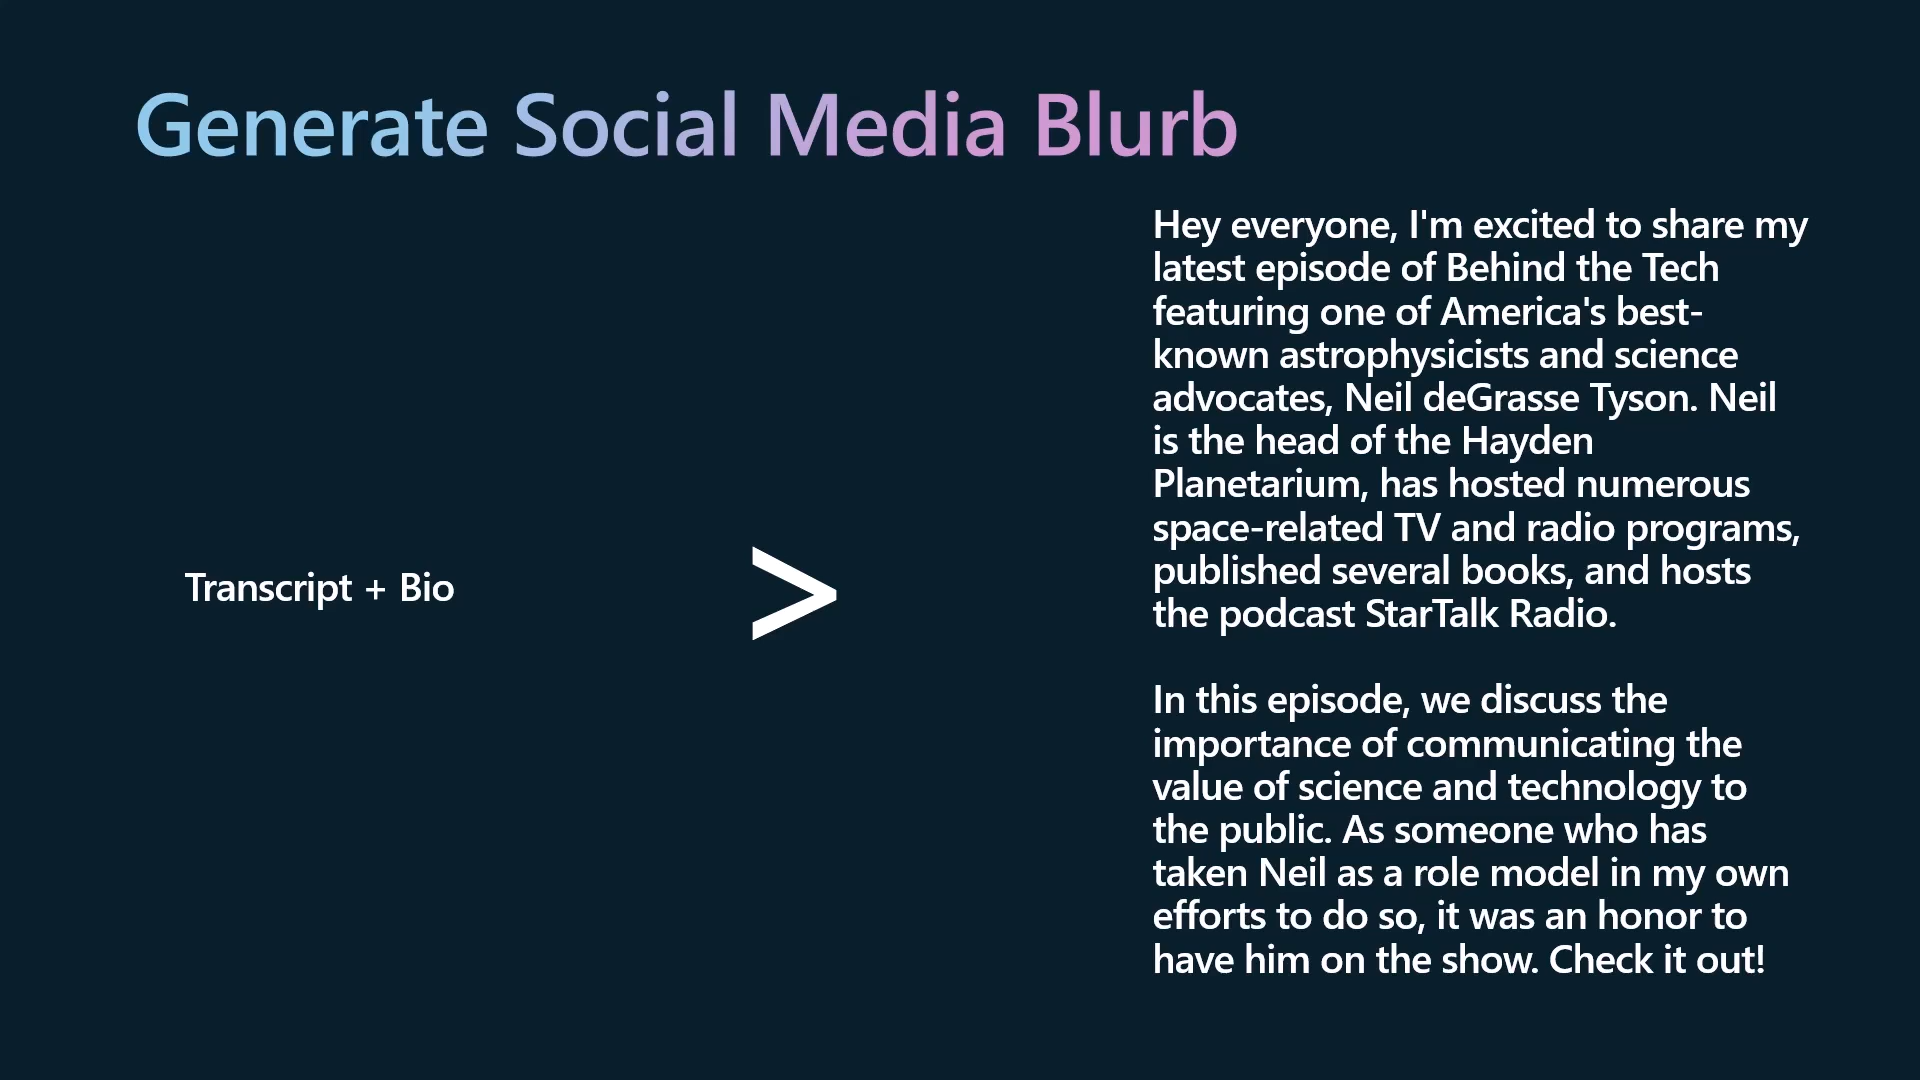 Generate Social Media Blurb
Transcript + Bio
>
Hey everyone, I'm excited to share my
latest episode of Behind the Tech
featuring one of America's best-
known astrophysicists and science
advocates, Neil deGrasse Tyson. Neil
is the head of the Hayden
Planetarium, has hosted numerous
space-related TV and radio programs,
published several books, and hosts
the podcast StarTalk Radio.
In this episode, we discuss the
importance of communicating the
value of science and technology to
the public. As someone who has
taken Neil as a role model in my own
efforts to do so, it was an honor to
have him on the show. Check it out!